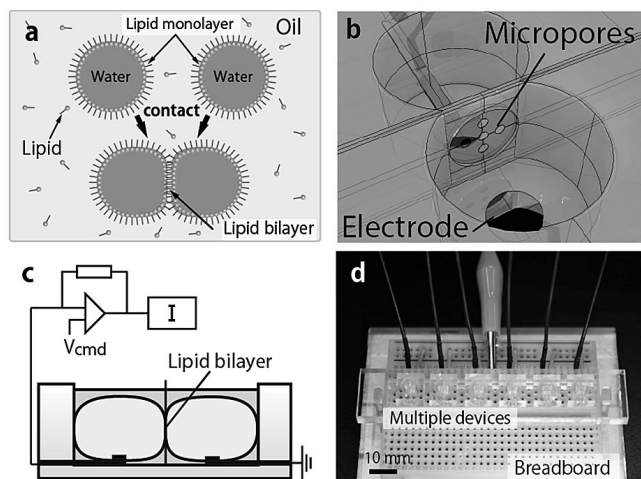 a
Lipid monolayer
Oil
Water
Water
contact
Lipid
Lipid bilayer
b
Micropores
Electrode
c
I
Vcmd
Lipid bilayer
d
Multiple devices
10 mm
Breadboard